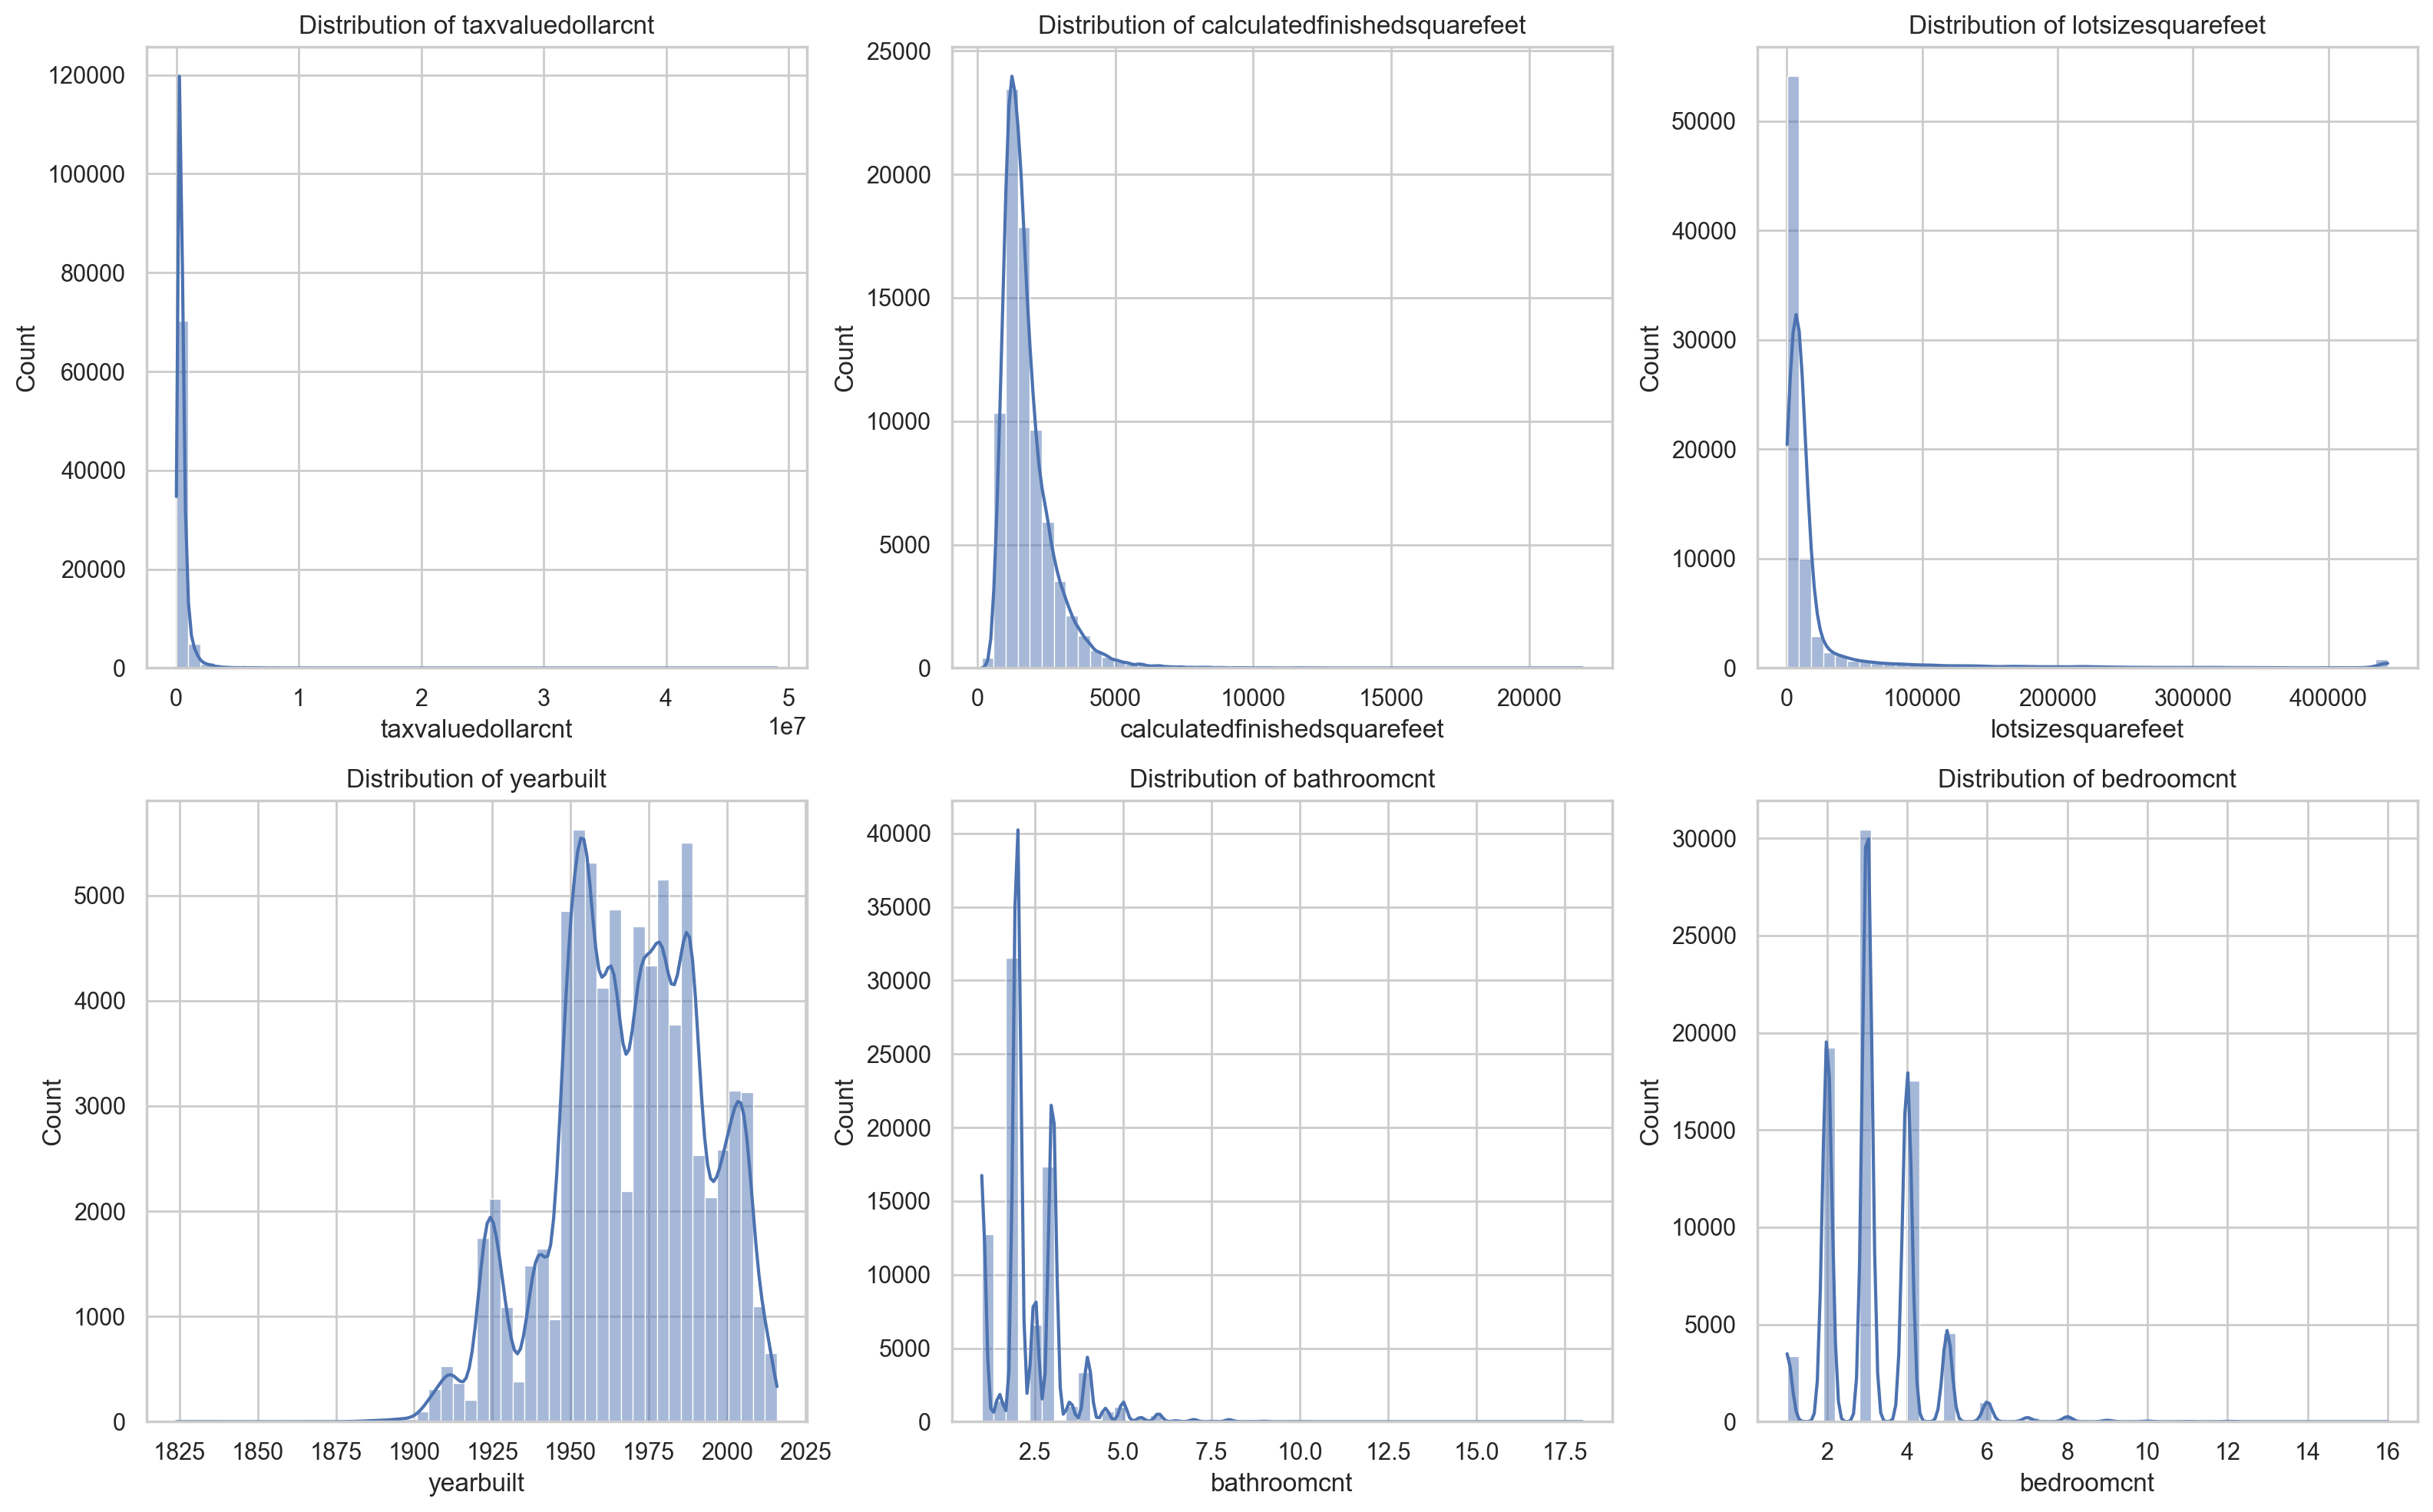 Distribution of taxvaluedollarcnt
120000
100000
80000
60000
40000
20000
0
Count
0 1 2 3 4 5
1e7
taxvaluedollarcnt
Distribution of calculatedfinishedsquarefeet
25000
20000
15000
10000
5000
0
Count
0 5000 10000 15000 20000
calculatedfinishedsquarefeet
Distribution of lotsizesquarefeet
50000
40000
30000
20000
10000
0
Count
0 100000 200000 300000 400000
lotsizesquarefeet
Distribution of yearbuilt
5000
4000
3000
2000
1000
0
Count
1825 1850 1875 1900 1925 1950 1975 2000 2025
yearbuilt
Distribution of bathroomcnt
40000
35000
30000
25000
20000
15000
10000
5000
0
Count
2.5 5.0 7.5 10.0 12.5 15.0 17.5
bathroomcnt
Distribution of bedroomcnt
30000
25000
20000
15000
10000
5000
0
Count
2 4 6 8 10 12 14 16
bedroomcnt